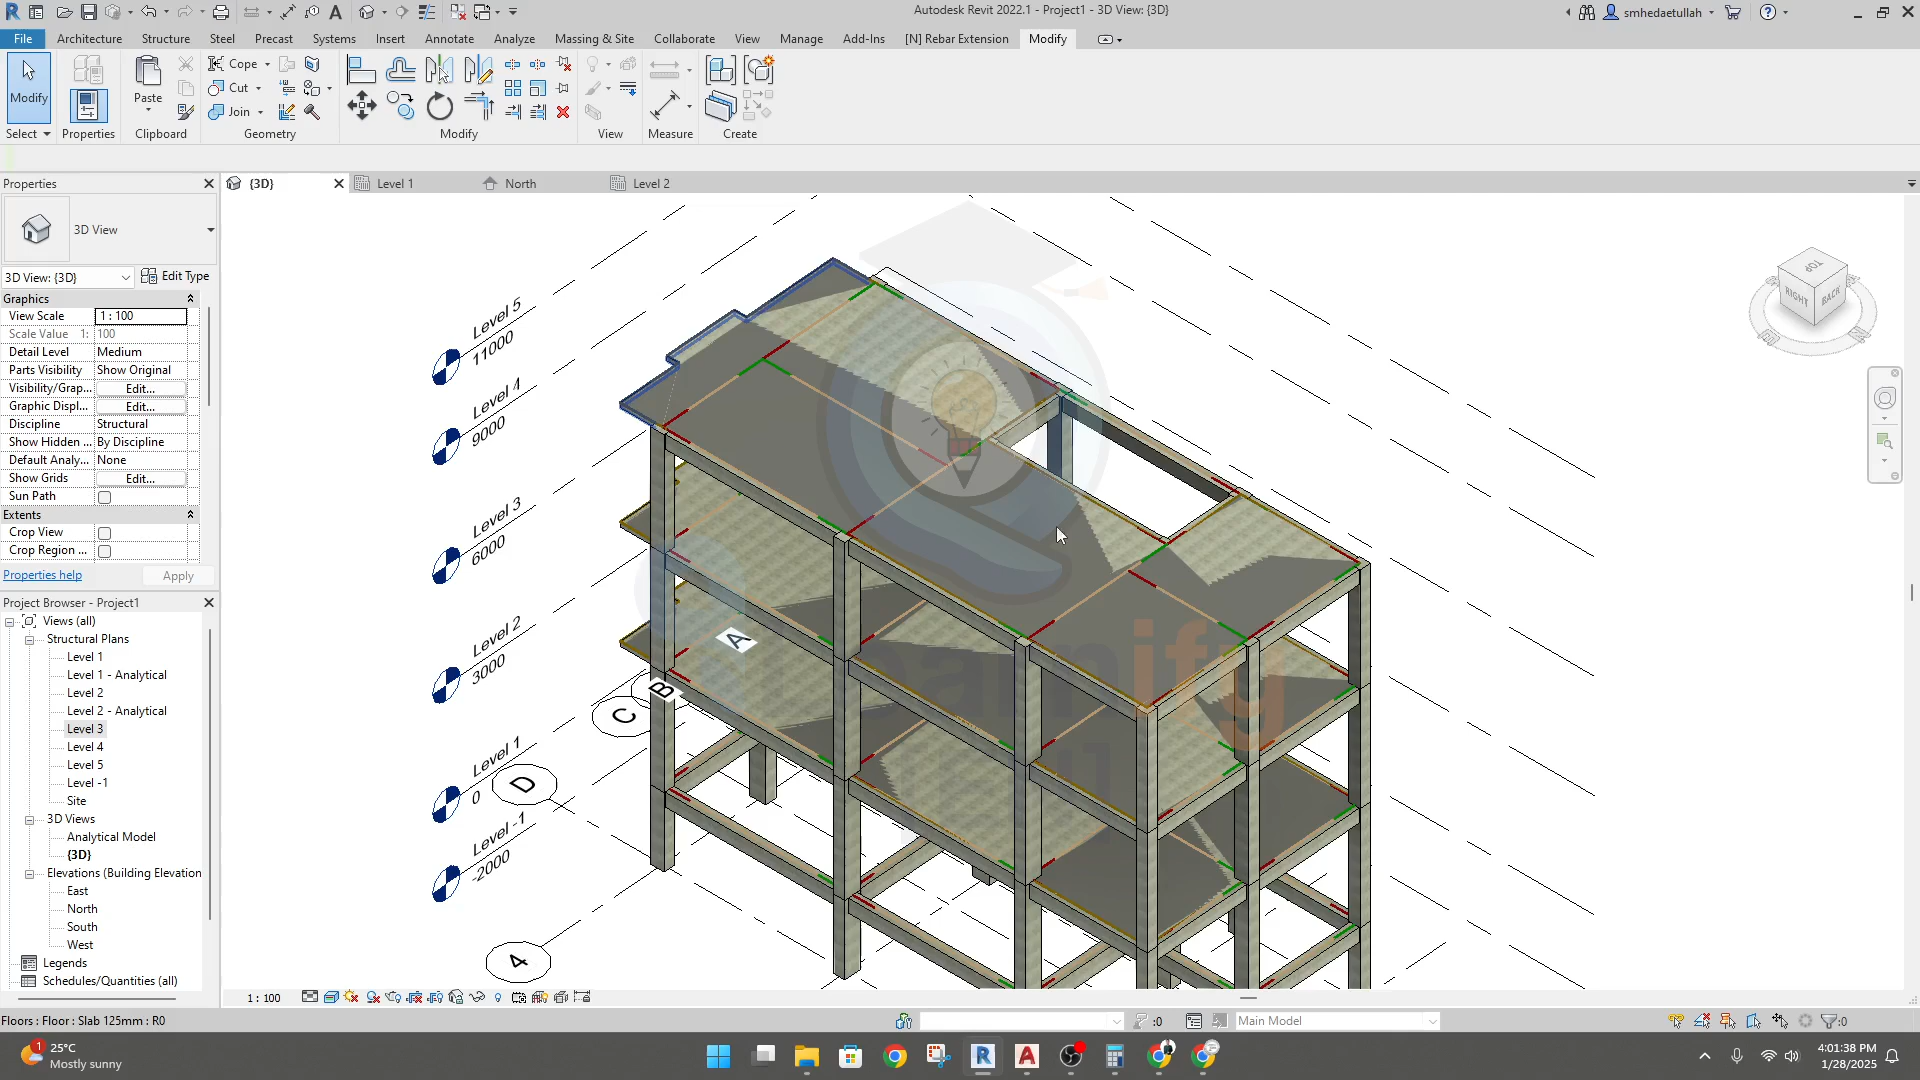 Autodesk Revit 2022.1 - Project1 - 3D View: {3D}
smhedaetullah
File Architecture Structure Steel Precast Systems Insert Annotate Analyze Massing & Site Collaborate View Manage Add-Ins [N] Rebar Extension Modify
Modify
Paste
Cope
Cut
Join
Select Properties Clipboard Geometry Modify View Measure Create
Properties
{3D} Level 1 North Level 2
3D View
3D View: {3D} Edit Type
Graphics
View Scale 1 : 100
Scale Value 1: 100
Detail Level Medium
Parts Visibility Show Original
Visibility/Grap... Edit...
Graphic Displ... Edit...
Discipline Structural
Show Hidden ... By Discipline
Default Analy... None
Show Grids Edit...
Sun Path
Extents
Crop View
Crop Region ...
Properties help Apply
Project Browser - Project1
Views (all)
Structural Plans
Level 1
Level 1 - Analytical
Level 2
Level 2 - Analytical
Level 3
Level 4
Level 5
Level -1
Site
3D Views
Analytical Model
{3D}
Elevations (Building Elevation
East
North
South
West
Legends
Schedules/Quantities (all)
Level 5
11000
Level 4
9000
Level 3
6000
Level 2
3000
Level 1
0
Level -1
-2000
A
B
C
D
4
TOP
RIGHT
BACK
1 : 100
Floors : Floor : Slab 125mm : R0
:0
Main Model
:0
1
25°C
Mostly sunny
4:01:38 PM
1/28/2025